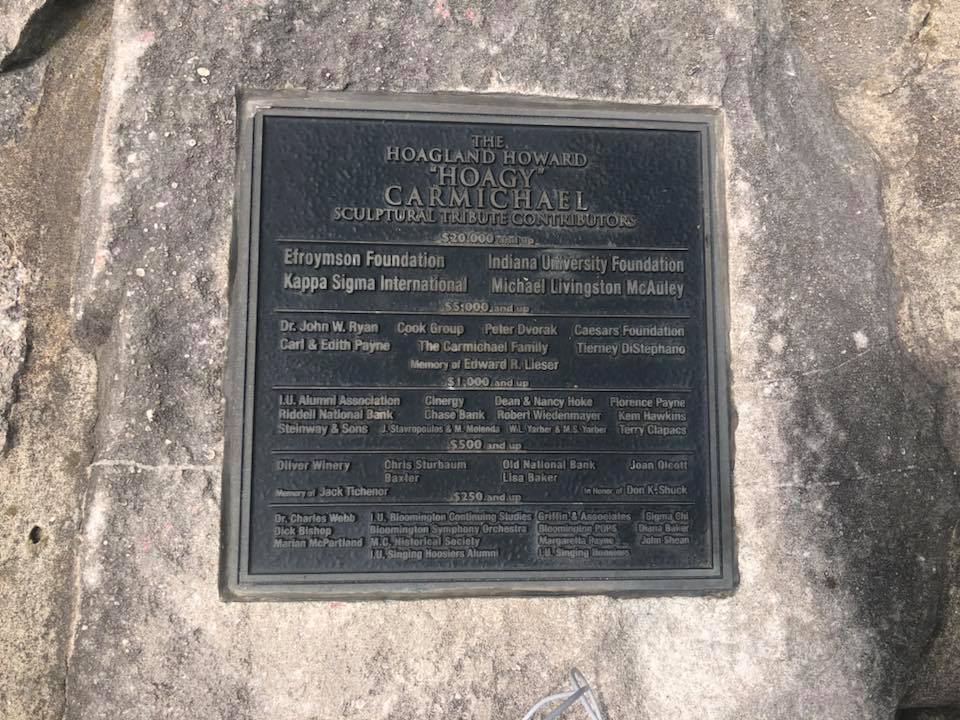 THE
HOAGLAND HOWARD
"HOAGY"
CARMICHAEL
SCULPTURAL TRIBUTE CONTRIBUTORS
$20,000 and up
Efroymson Foundation Indiana University Foundation
Kappa Sigma International Michael Livingston McAuley
$5,000 and up
Dr. John W. Ryan Cook Group Peter Dvorak Caesars Foundation
Carl & Edith Payne The Carmichael Family Tierney DiStephano
Memory of Edward R. Lieser
$1,000 and up
I.U. Alumni Association Cinergy Dean & Nancy Hoke Florence Payne
Riddell National Bank Chase Bank Robert Wiedenmayer Kem Hawkins
Steinway & Sons J. Stavropoulos & M. Molenda W.L. Yarber & M.S. Yarber Terry Clapacs
$500 and up
Oliver Winery Chris Sturbaum Old National Bank Joan Olcott
Baxter Lisa Baker
Memory of Jack Tichenor In Honor of Don K. Shuck
$250 and up
Dr. Charles Webb I.U. Bloomington Continuing Studies Griffin & Associates Sigma Chi
Dick Bishop Bloomington Symphony Orchestra Bloomington POPS Diana Baker
Marian McPartland M.C. Historical Society Margaretta Payne John Shean
I.U. Singing Hoosiers Alumni I.U. Singing Hoosiers